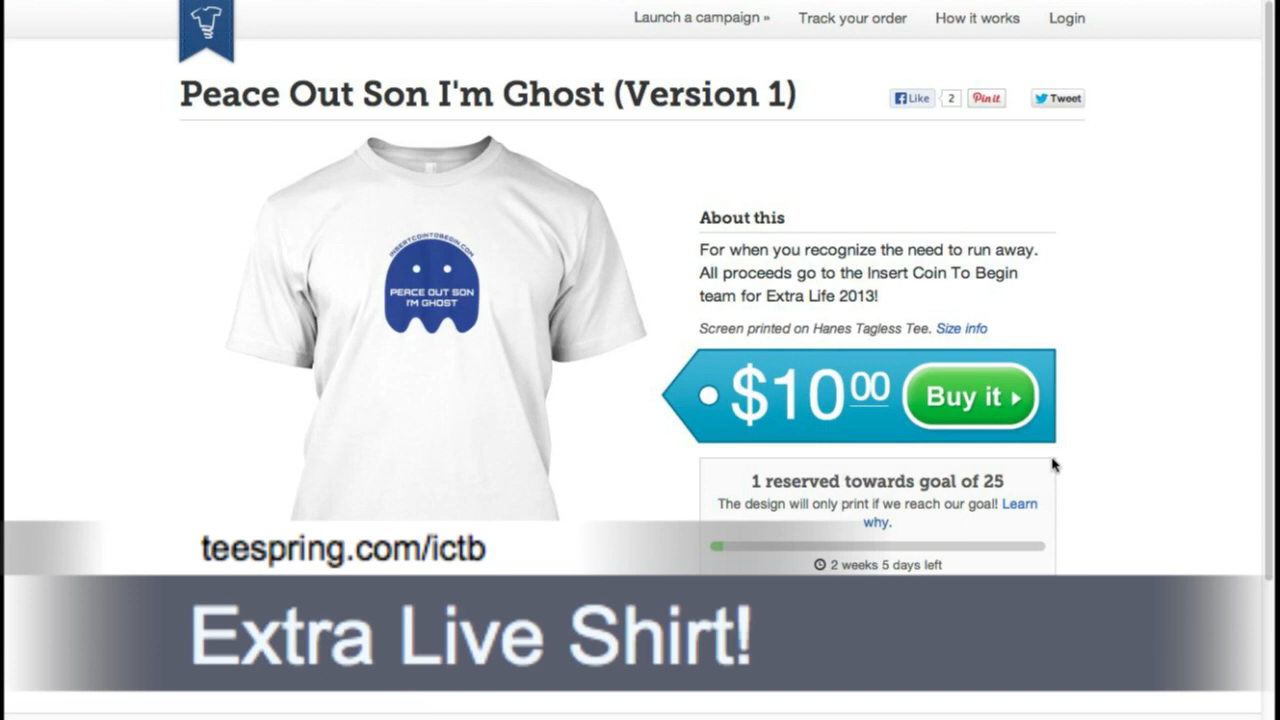 Launch a campaign » Track your order How it works Login
Peace Out Son I'm Ghost (Version 1)
Like 2 Pin it Tweet
INSERTCOINTOBEGIN.COM
PEACE OUT SON
I'M GHOST
About this
For when you recognize the need to run away.
All proceeds go to the Insert Coin To Begin
team for Extra Life 2013!
Screen printed on Hanes Tagless Tee. Size info
$10 00 Buy it
1 reserved towards goal of 25
The design will only print if we reach our goal! Learn
why.
2 weeks 5 days left
teespring.com/ictb
Extra Live Shirt!